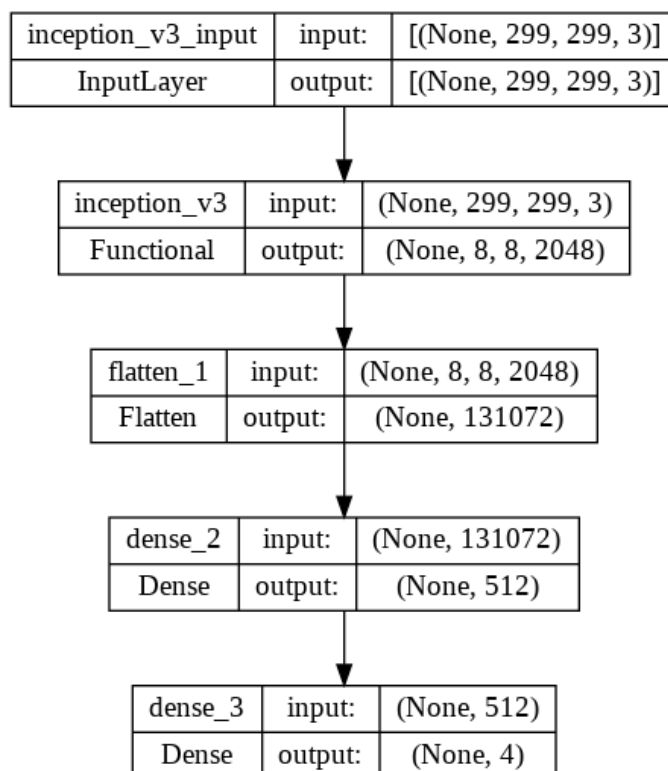 inception_v3_input input: [(None, 299, 299, 3)]
InputLayer output: [(None, 299, 299, 3)]
inception_v3 input: (None, 299, 299, 3)
Functional output: (None, 8, 8, 2048)
flatten_1 input: (None, 8, 8, 2048)
Flatten output: (None, 131072)
dense_2 input: (None, 131072)
Dense output: (None, 512)
dense_3 input: (None, 512)
Dense output: (None, 4)